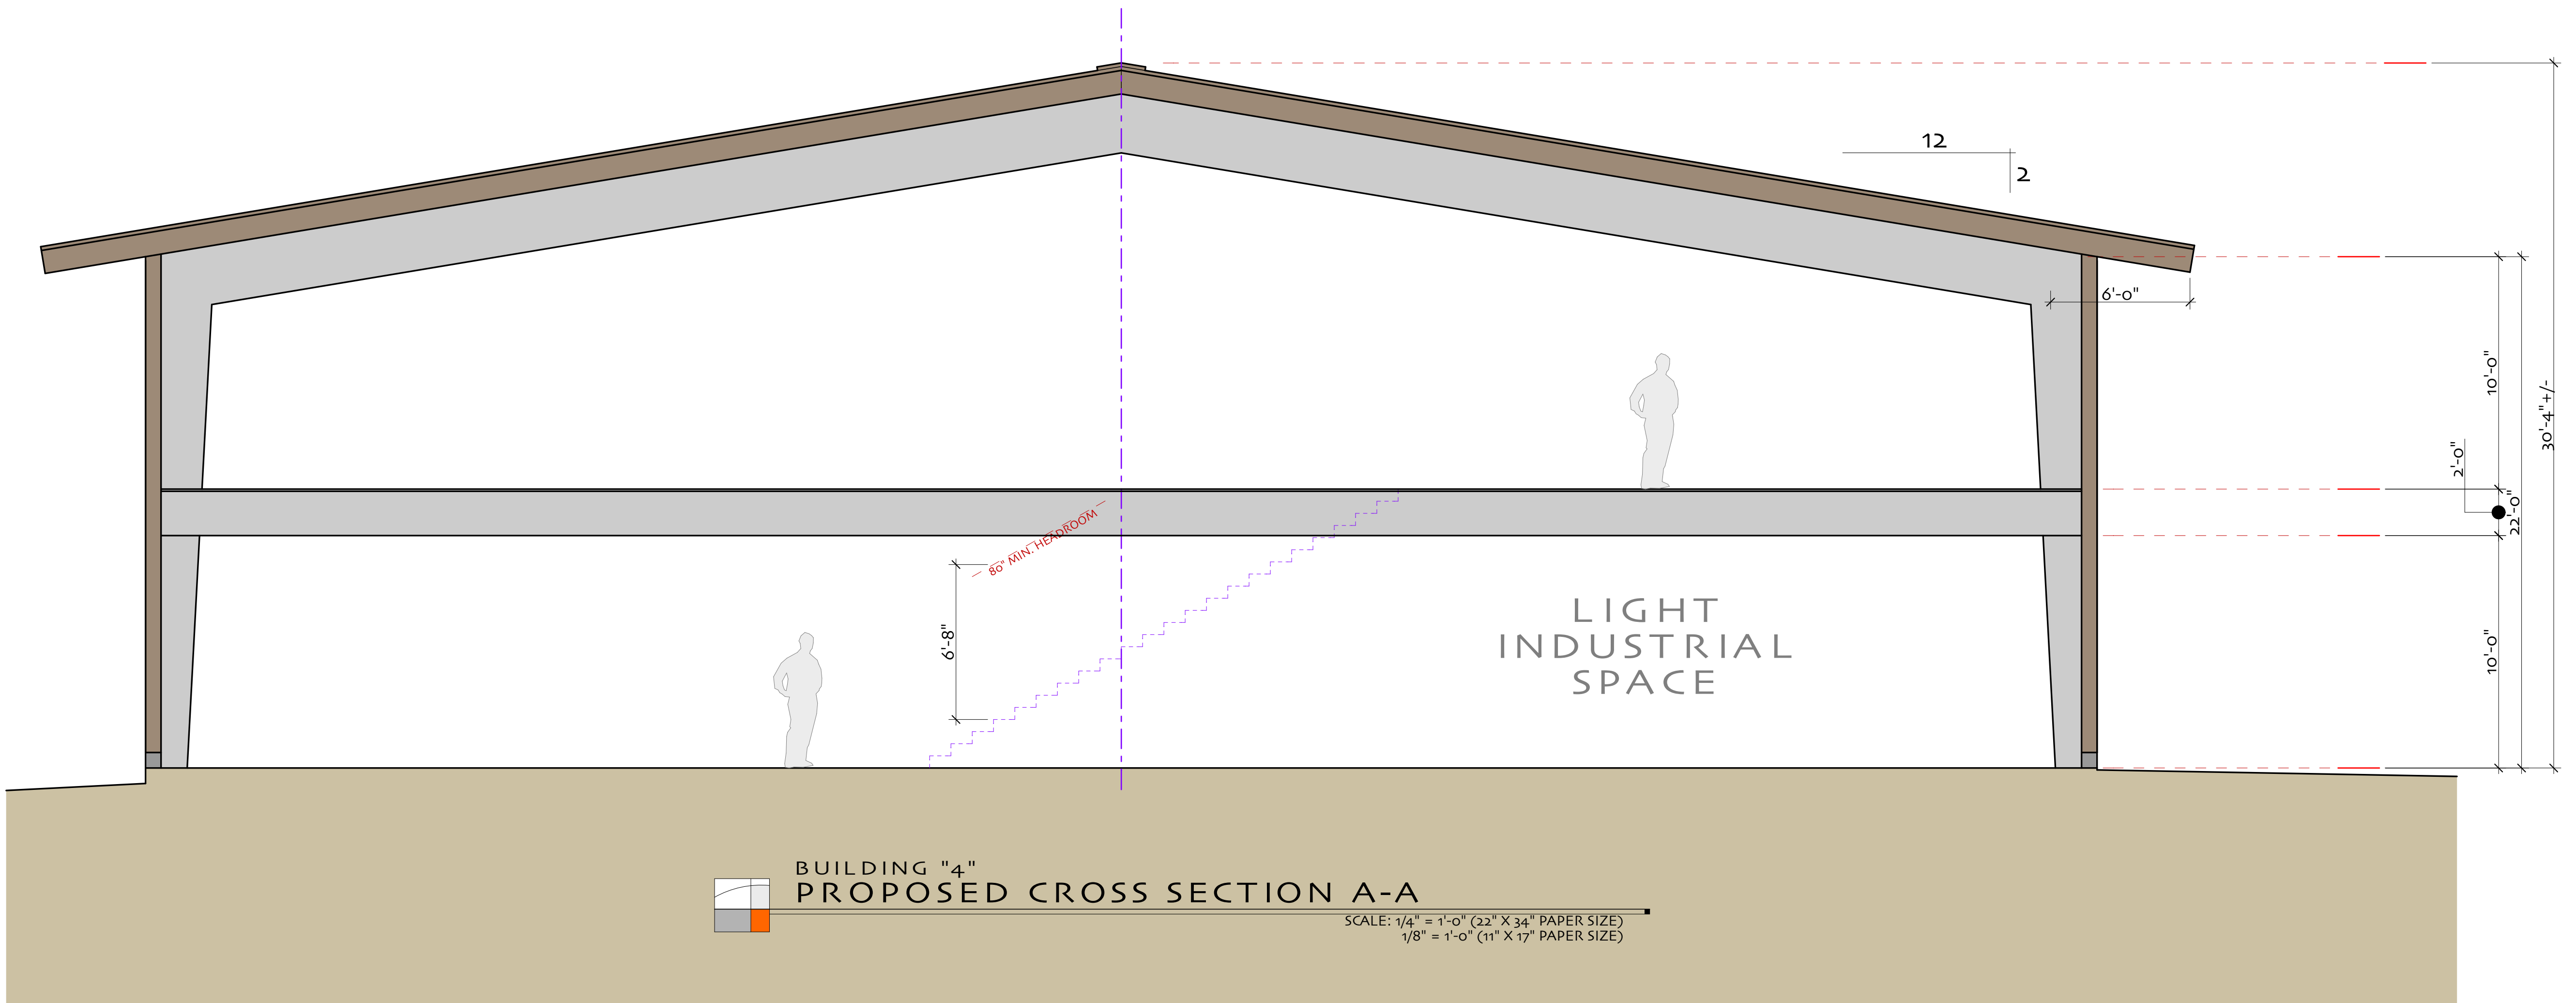 12
2
6'-0"
10'-0"
30'-4"+/-
2'-0"
22'-0"
80" MIN. HEADROOM
6'-8"
LIGHT
INDUSTRIAL
SPACE
10'-0"
BUILDING "4"
PROPOSED CROSS SECTION A-A
SCALE: 1/4" = 1'-0" (22" X 34" PAPER SIZE)
1/8" = 1'-0" (11" X 17" PAPER SIZE)